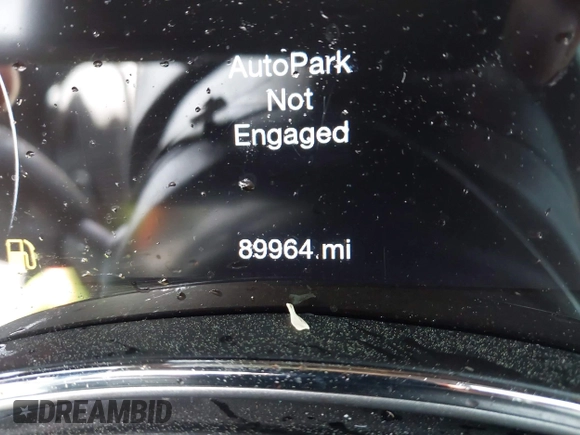 AutoPark
Not
Engaged
89964 mi
DREAMBID